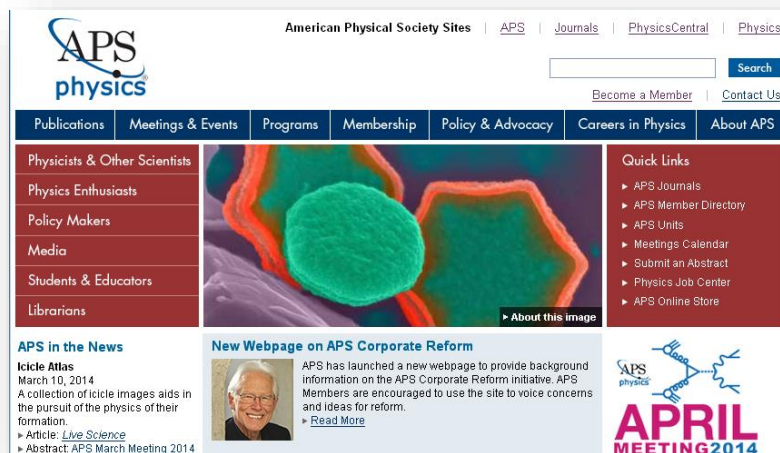 American Physical Society Sites | APS | Journals | PhysicsCentral | Physics
APS
physics®
Search
Become a Member | Contact Us
Publications Meetings & Events Programs Membership Policy & Advocacy Careers in Physics About APS
Physicists & Other Scientists
Physics Enthusiasts
Policy Makers
Media
Students & Educators
Librarians
About this image
Quick Links
APS Journals
APS Member Directory
APS Units
Meetings Calendar
Submit an Abstract
Physics Job Center
APS Online Store
APS in the News
Icicle Atlas
March 10, 2014
A collection of icicle images aids in
the pursuit of the physics of their
formation.
Article: Live Science
Abstract: APS March Meeting 2014
New Webpage on APS Corporate Reform
APS has launched a new webpage to provide background
information on the APS Corporate Reform initiative. APS
Members are encouraged to use the site to voice concerns
and ideas for reform.
Read More
APS
physics
APRIL
MEETING2014